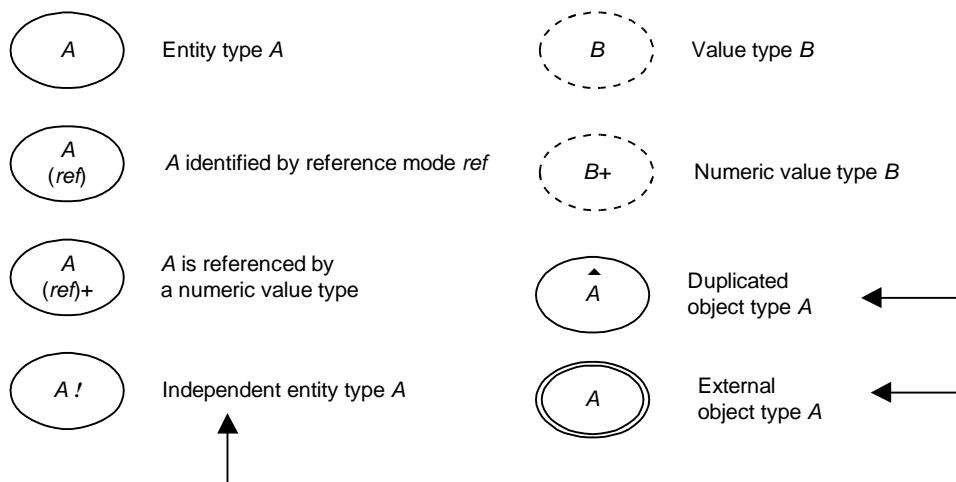 A
Entity type A
A
(ref)
A identified by reference mode ref
A
(ref)+
A is referenced by
a numeric value type
A !
Independent entity type A
B
Value type B
B+
Numeric value type B
A
Duplicated
object type A
A
External
object type A